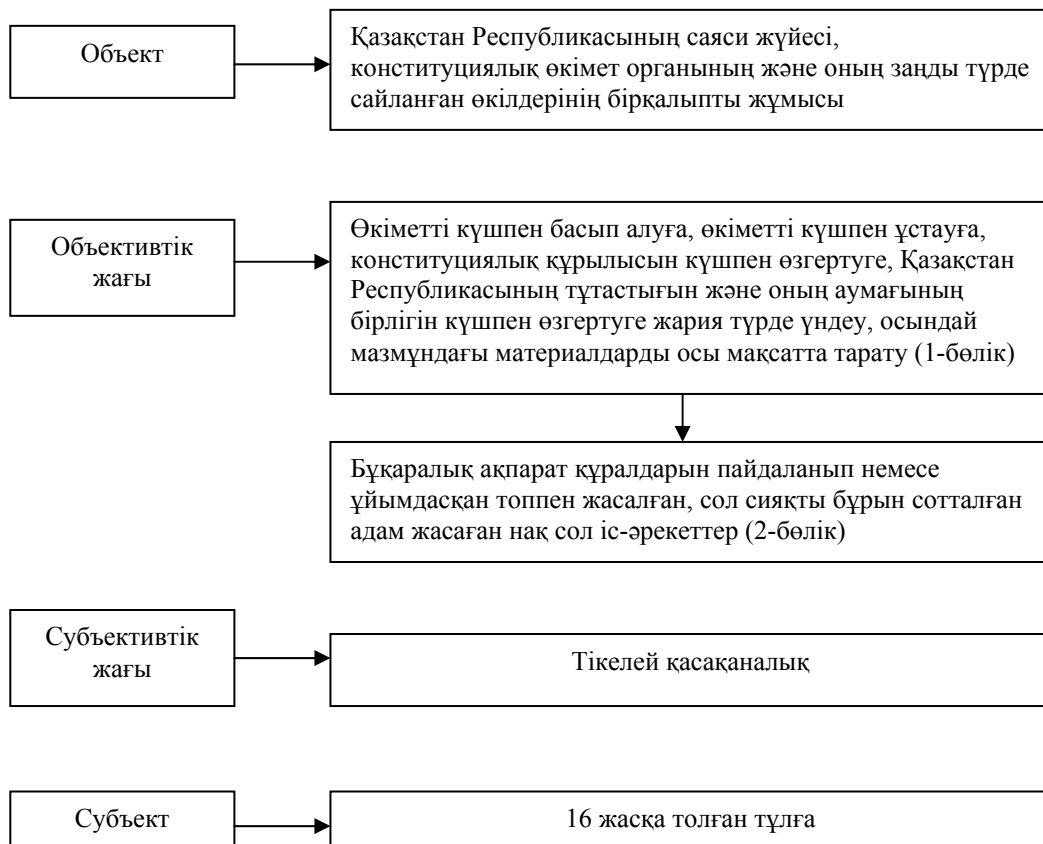 Объект
Қазақстан Республикасының саяси жүйесі,
конституциялық өкімет органының және оның заңды түрде
сайланған өкілдерінің бірқалыпты жұмысы
Объективтік
жағы
Өкіметті күшпен басып алуға, өкіметті күшпен ұстауға,
конституциялық құрылысын күшпен өзгертуге, Қазақстан
Республикасының тұтастығын және оның аумағының
бірлігін күшпен өзгертуге жария түрде үндеу, осындай
мазмұндағы материалдарды осы мақсатта тарату (1-бөлік)
Бұқаралық ақпарат құралдарын пайдаланып немесе
ұйымдасқан топпен жасалған, сол сияқты бұрын сотталған
адам жасаған нақ сол іс-әрекеттер (2-бөлік)
Субъективтік
жағы
Тікелей қасақаналық
Субъект
16 жасқа толған тұлға